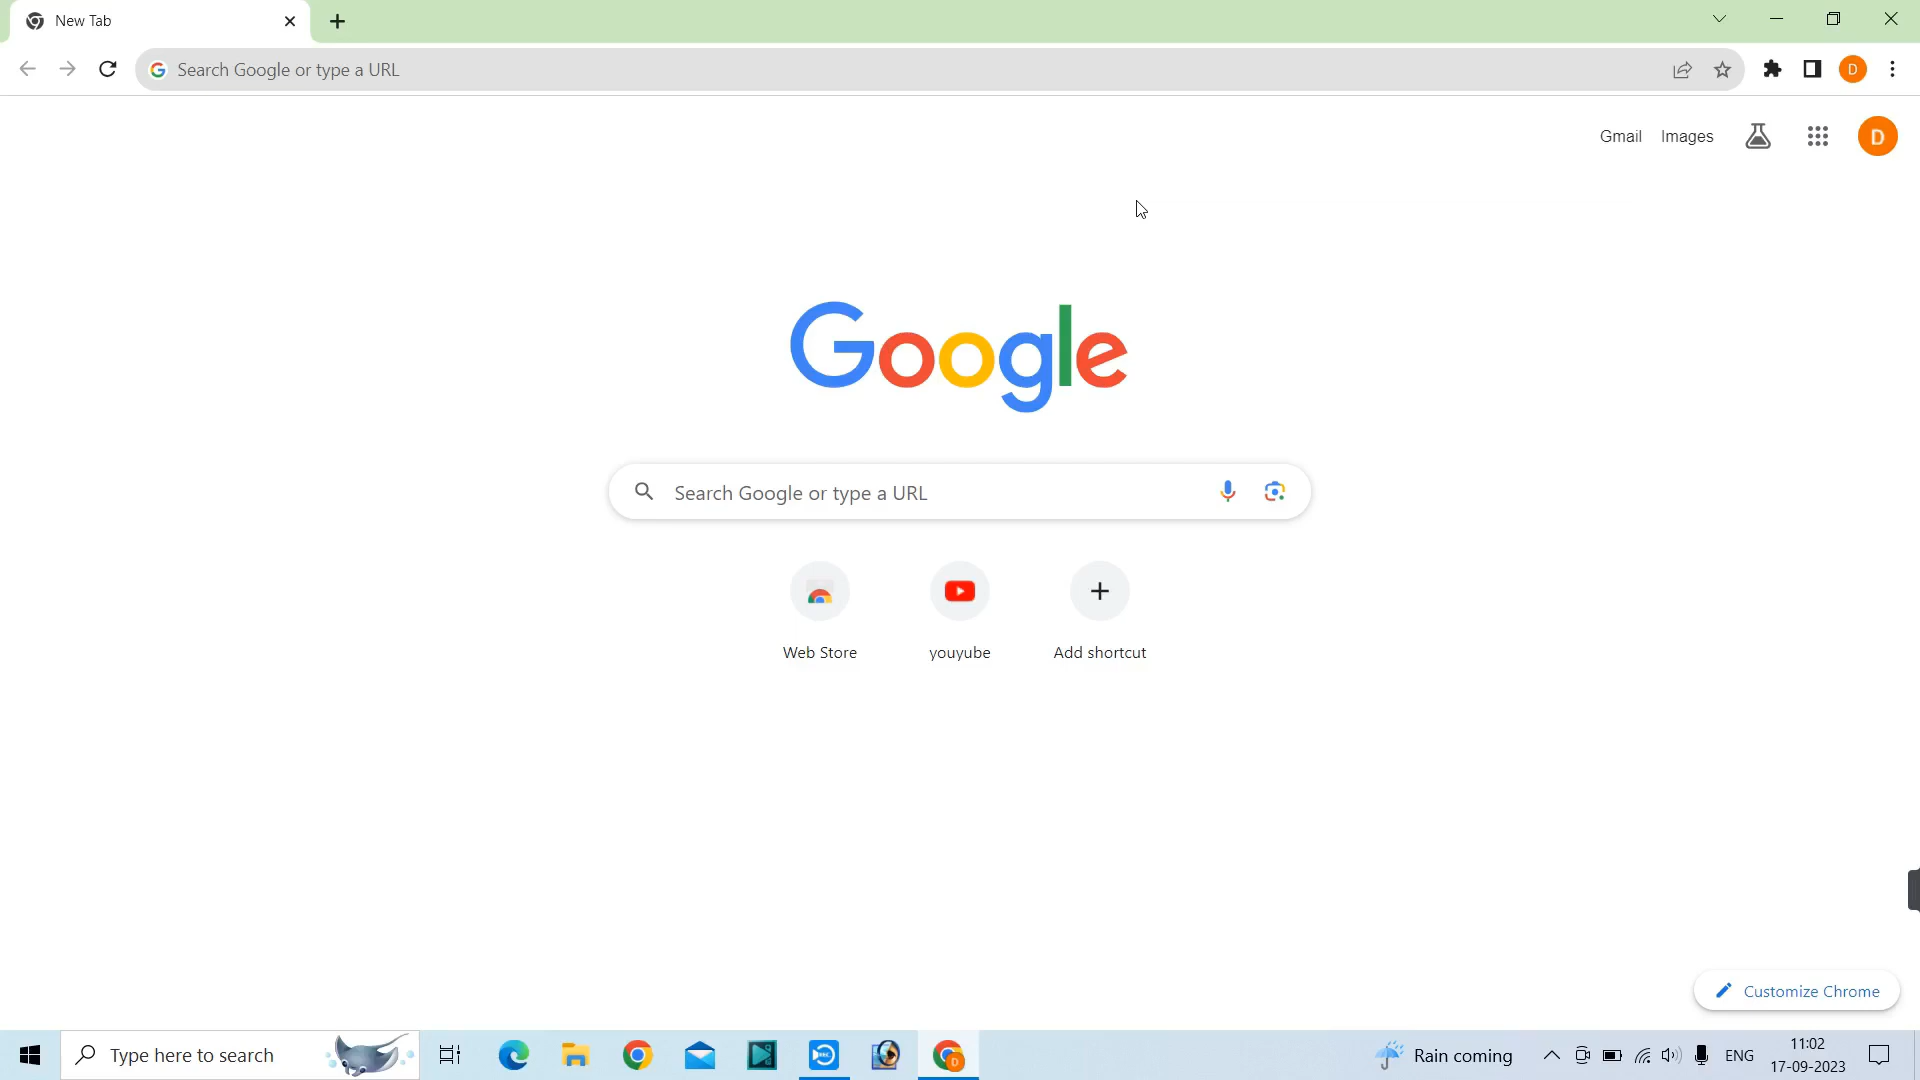 New Tab
Search Google or type a URL
D
Gmail Images
D
Google
Search Google or type a URL
Web Store youyube Add shortcut
Customize Chrome
Type here to search
REC
D
Rain coming
ENG
11:02
17-09-2023